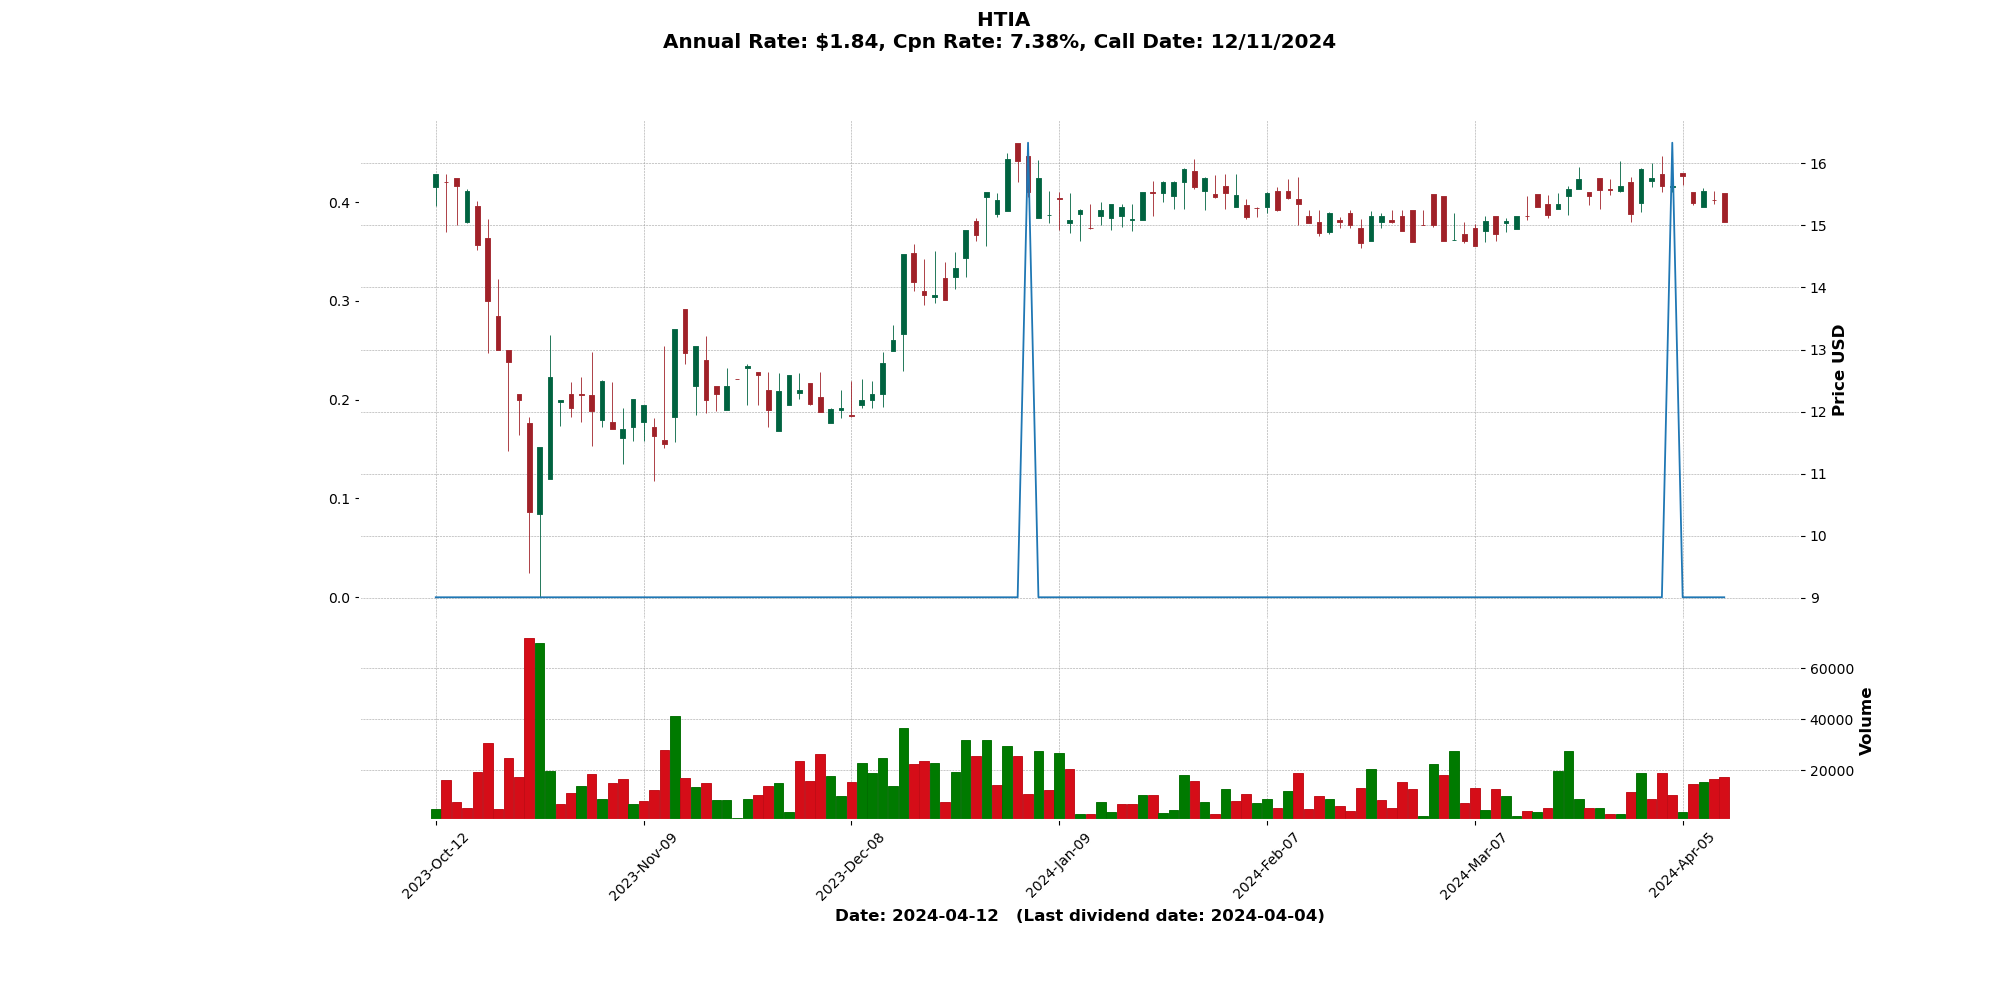 HTIA
Annual Rate: $1.84, Cpn Rate: 7.38%, Call Date: 12/11/2024
0.4
0.3
0.2
0.1
0.0
16
15
14
13
12
11
10
9
Price USD
60000
40000
20000
Volume
2023-Oct-12
2023-Nov-09
2023-Dec-08
2024-Jan-09
2024-Feb-07
2024-Mar-07
2024-Apr-05
Date: 2024-04-12 (Last dividend date: 2024-04-04)